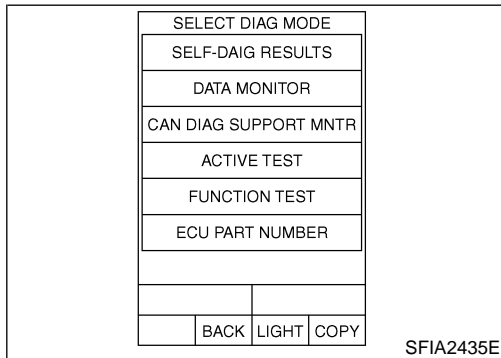 SELECT DIAG MODE
SELF-DAIG RESULTS
DATA MONITOR
CAN DIAG SUPPORT MNTR
ACTIVE TEST
FUNCTION TEST
ECU PART NUMBER
BACK LIGHT COPY
SFIA2435E